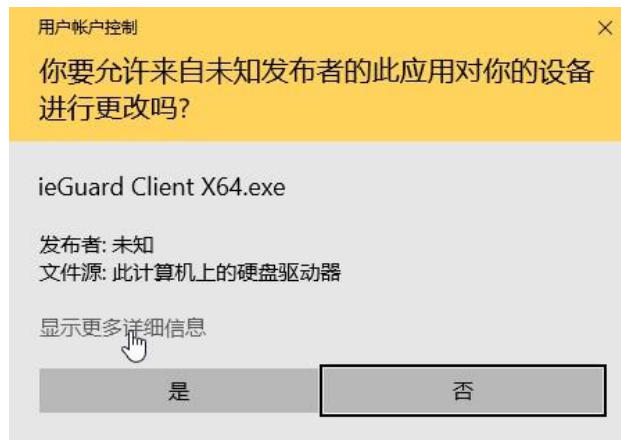 用户帐户控制
你要允许来自未知发布者的此应用对你的设备
进行更改吗?
ieGuard Client X64.exe
发布者: 未知
文件源: 此计算机上的硬盘驱动器
显示更多详细信息
是
否